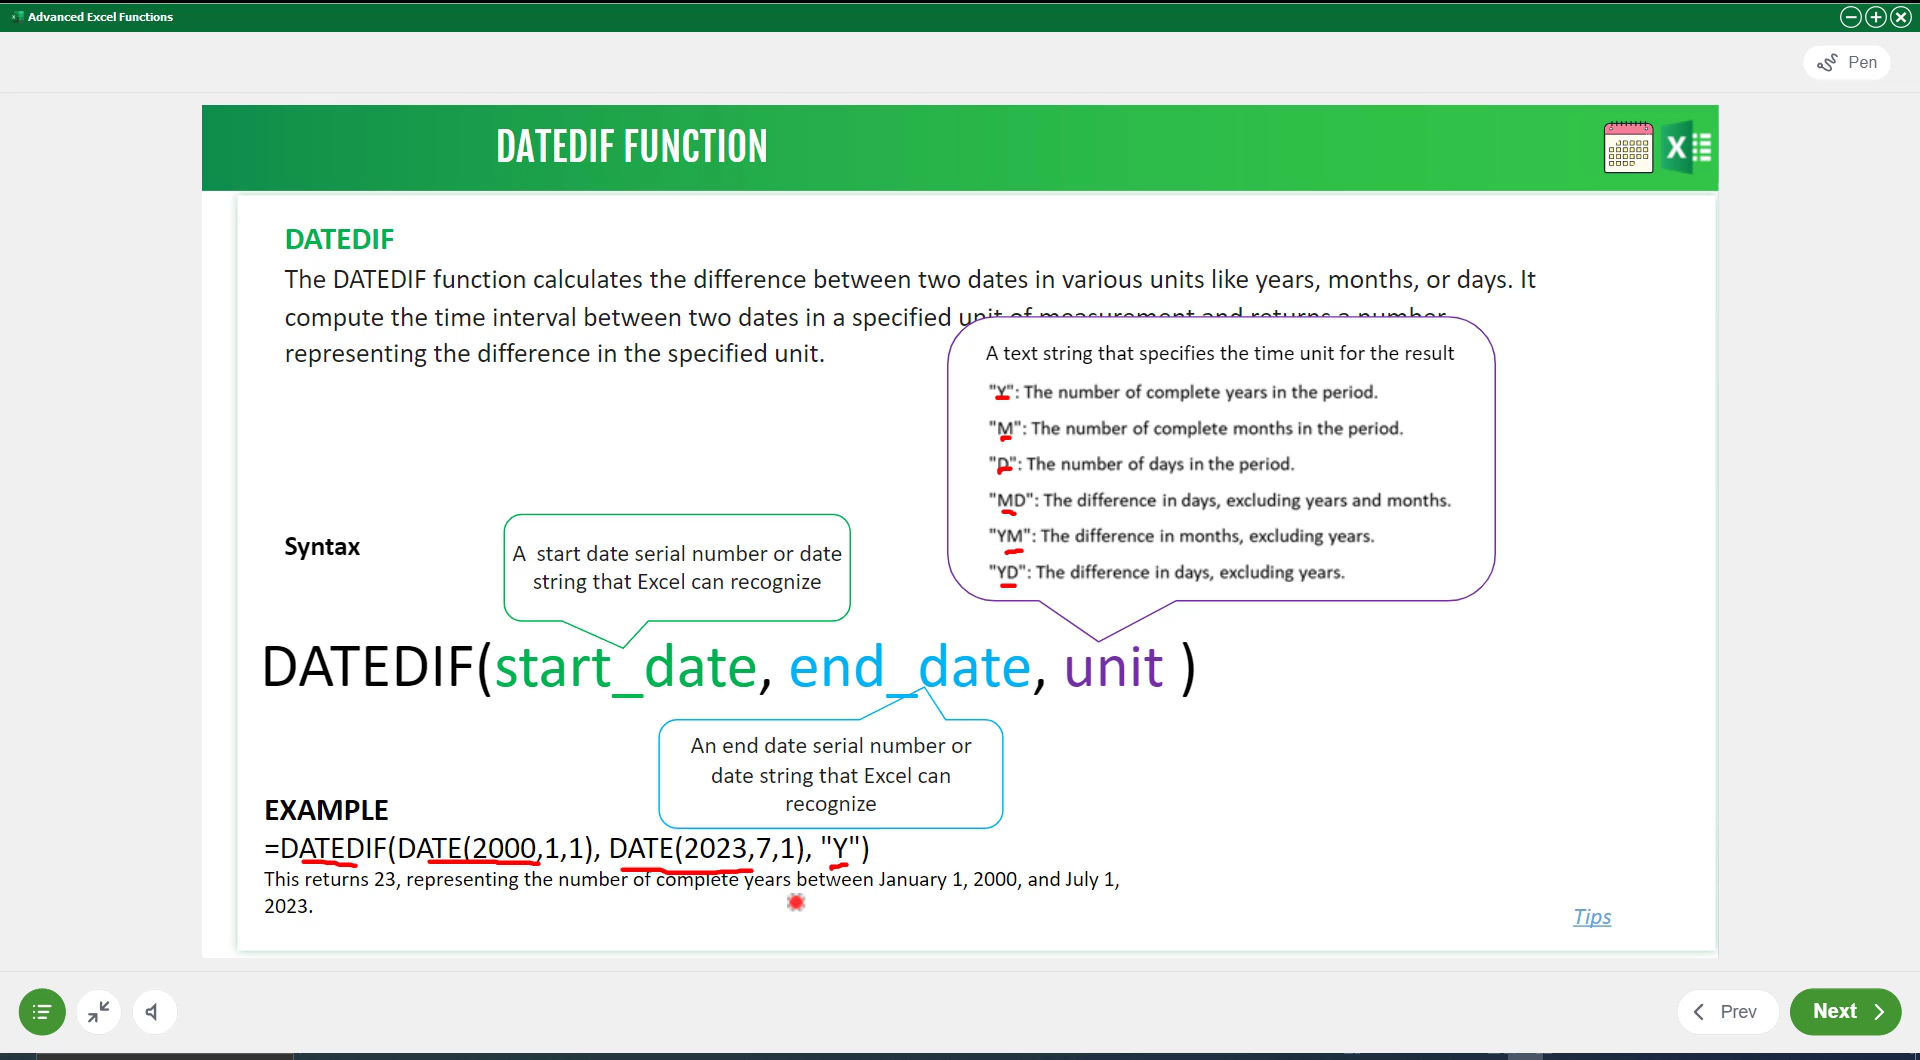 Advanced Excel Functions
Pen
DATEDIF FUNCTION
X
DATEDIF
The DATEDIF function calculates the difference between two dates in various units like years, months, or days. It
compute the time interval between two dates in a specified unit of measurement and returns a number
representing the difference in the specified unit.
A text string that specifies the time unit for the result
"Y": The number of complete years in the period.
"M": The number of complete months in the period.
"D": The number of days in the period.
"MD": The difference in days, excluding years and months.
"YM": The difference in months, excluding years.
"YD": The difference in days, excluding years.
Syntax
A start date serial number or date
string that Excel can recognize
DATEDIF(start_date, end_date, unit )
An end date serial number or
date string that Excel can
recognize
EXAMPLE
=DATEDIF(DATE(2000,1,1), DATE(2023,7,1), "Y")
This returns 23, representing the number of complete years between January 1, 2000, and July 1,
2023.
Tips
Prev
Next